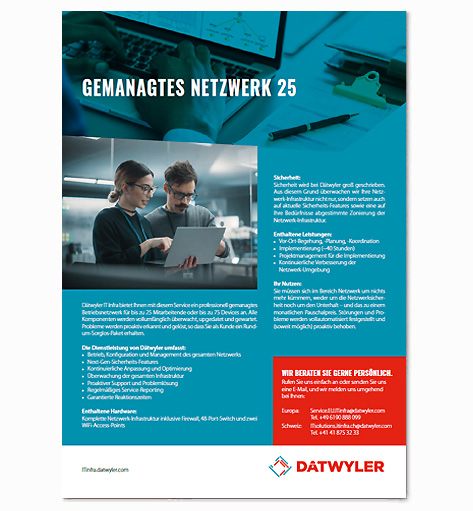 GEMANAGTES NETZWERK 25
Dätwyler IT Infra bietet Ihnen mit diesem Service ein professionell gemanagtes
Betriebsnetzwerk für bis zu 25 Mitarbeitende oder bis zu 75 Devices an. Alle
Komponenten werden vollumfänglich überwacht, upgedatet und gewartet.
Probleme werden proaktiv erkannt und gelöst, so dass Sie als Kunde ein Rund-
um-Sorglos-Paket erhalten.
Die Dienstleistung von Dätwyler umfasst:
• Betrieb, Konfiguration und Management des gesamten Netzwerks
• Next-Gen-Sicherheits-Features
• Kontinuierliche Anpassung und Optimierung
• Überwachung der gesamten Infrastruktur
• Proaktiver Support und Problemlösung
• Regelmäßiges Service-Reporting
• Garantierte Reaktionszeiten
Enthaltene Hardware:
Komplette Netzwerk-Infrastruktur inklusive Firewall, 48-Port-Switch und zwei
WiFi-Access-Points
Sicherheit:
Sicherheit wird bei Dätwyler groß geschrieben.
Aus diesem Grund überwachen wir Ihre Netz-
werk-Infrastruktur nicht nur, sondern setzen auch
auf aktuelle Sicherheits-Features sowie eine auf
Ihre Bedürfnisse abgestimmte Zonierung der
Netzwerk-Infrastruktur.
Enthaltene Leistungen:
• Vor-Ort-Begehung, -Planung, -Koordination
• Implementierung (~40 Stunden)
• Projektmanagement für die Implementierung
• Kontinuierliche Verbesserung der
Netzwerk-Umgebung
Ihr Nutzen:
Sie müssen sich im Bereich Netzwerk um nichts
mehr kümmern, weder um die Netzwerksicher-
heit noch um den Unterhalt – und das zu einem
monatlichen Pauschalpreis. Störungen und Pro-
bleme werden vollautomatisiert festgestellt und
(soweit möglich) proaktiv behoben.
WIR BERATEN SIE GERNE PERSÖNLICH.
Rufen Sie uns einfach an oder senden Sie uns
eine E-Mail, und wir melden uns umgehend
bei Ihnen:
Europa: Service.EU.ITinfra@datwyler.com
Tel. +49 6190 888 099
Schweiz: ITsolutions.itinfra.ch@datwyler.com
Tel. +41 41 875 32 33
ITinfra.datwyler.com
DATWYLER